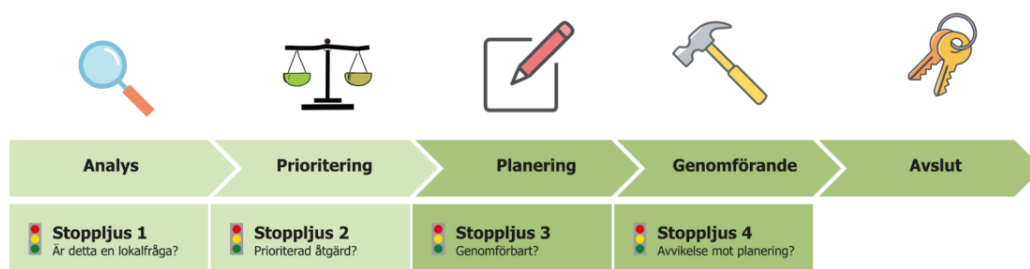 Analys
Prioritering
Planering
Genomförande
Avslut
Stoppljus 1
Är detta en lokalfråga?
Stoppljus 2
Prioriterad åtgärd?
Stoppljus 3
Genomförbart?
Stoppljus 4
Avvikelse mot planering?